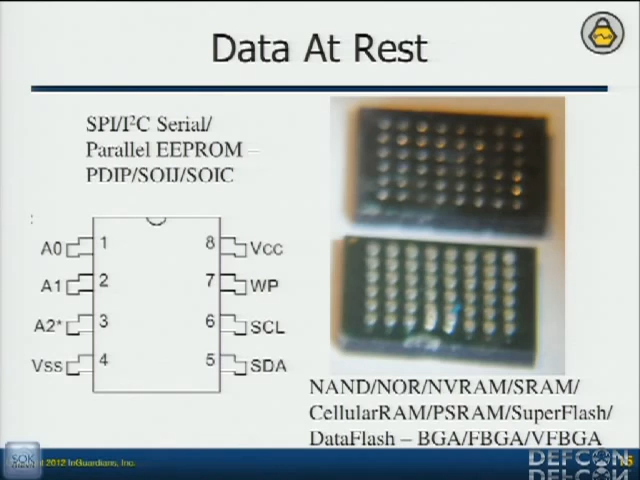 Data At Rest
SPI/I²C Serial/
Parallel EEPROM –
PDIP/SOIJ/SOIC
A0 1 8 Vcc
A1 2 7 WP
A2* 3 6 SCL
Vss 4 5 SDA
NAND/NOR/NVRAM/SRAM/
CellularRAM/PSRAM/SuperFlash/
DataFlash – BGA/FBGA/VFBGA
SOK
2012 InGuardians, Inc.
DEFCON
15